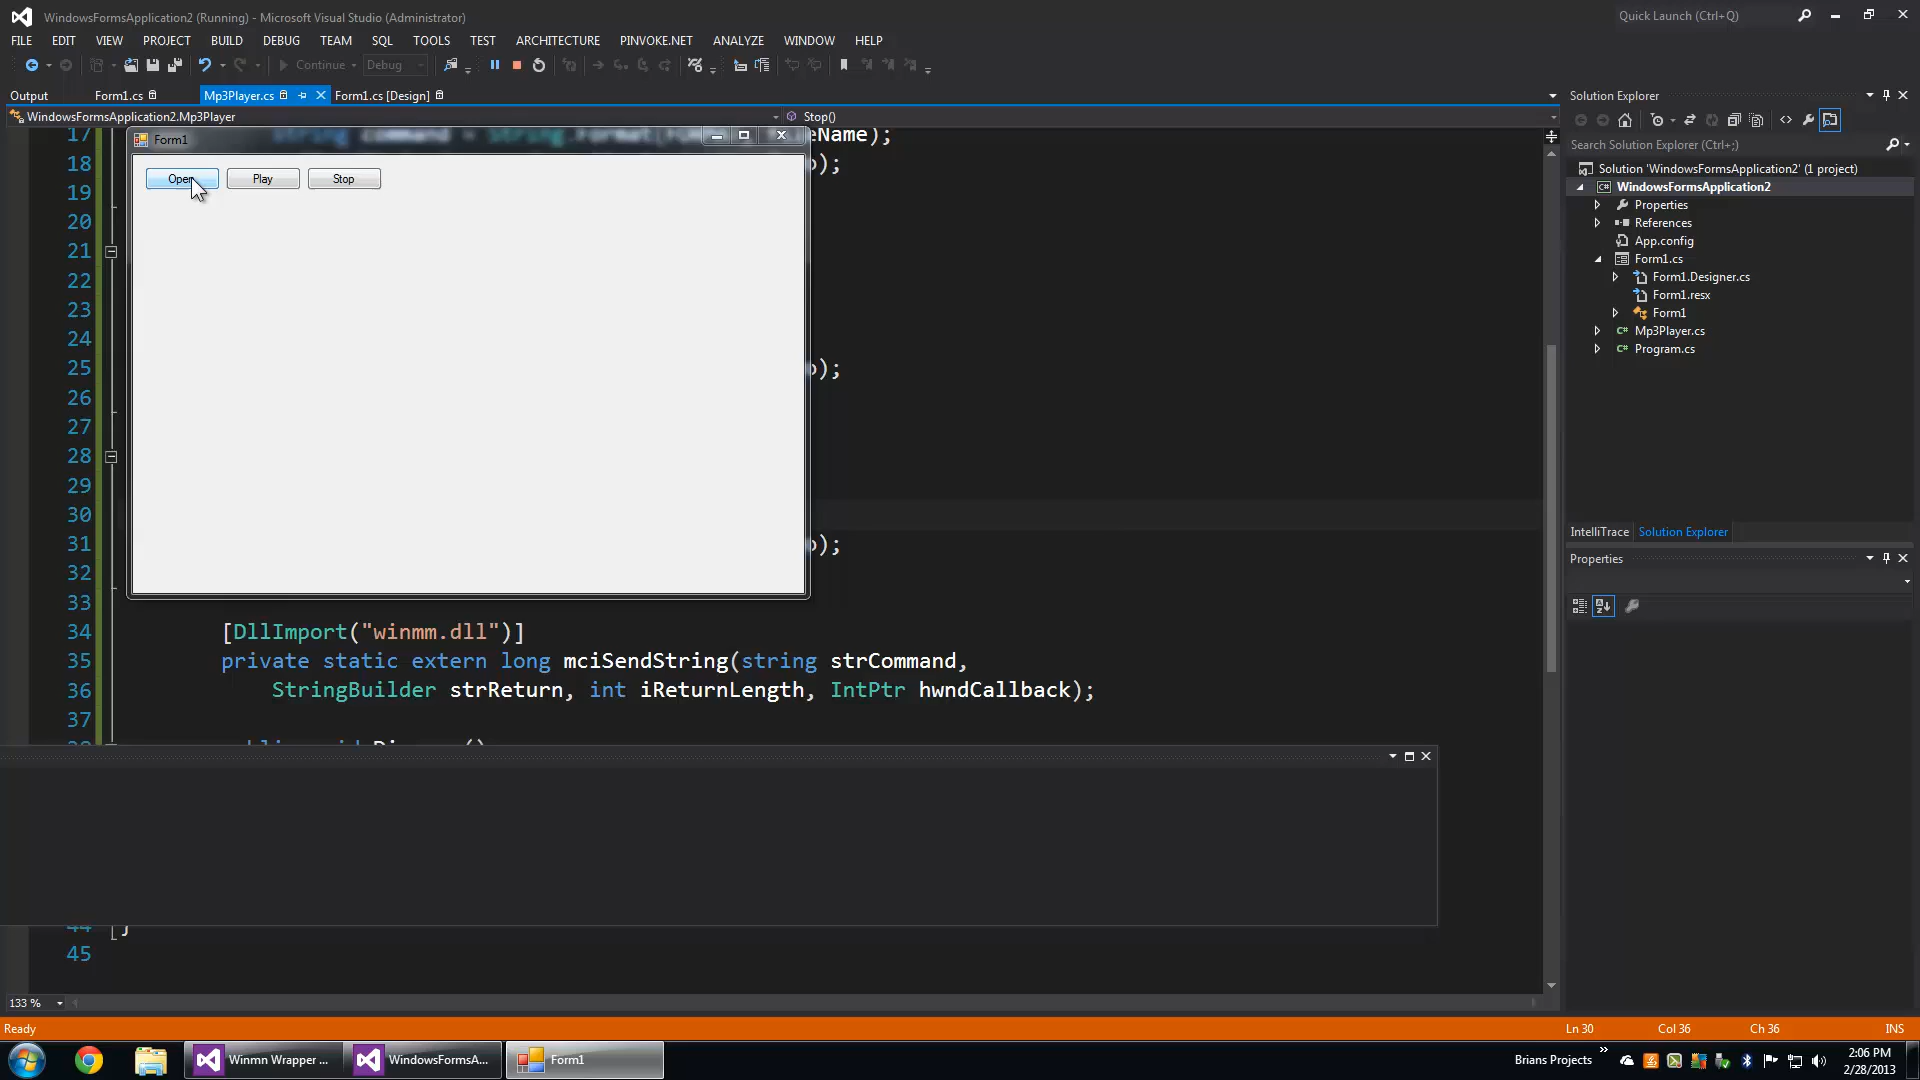 WindowsFormsApplication2 (Running) - Microsoft Visual Studio (Administrator)
Quick Launch (Ctrl+Q)
FILE EDIT VIEW PROJECT BUILD DEBUG TEAM SQL TOOLS TEST ARCHITECTURE PINVOKE.NET ANALYZE WINDOW HELP
Continue Debug
Output Form1.cs Mp3Player.cs Form1.cs [Design]
WindowsFormsApplication2.Mp3Player Stop()
Solution Explorer
Search Solution Explorer (Ctrl+;)
Solution 'WindowsFormsApplication2' (1 project)
WindowsFormsApplication2
Properties
References
App.config
Form1.cs
Form1.Designer.cs
Form1.resx
Form1
Mp3Player.cs
Program.cs
IntelliTrace Solution Explorer
Properties
Form1
Open Play Stop
17 string command = String.Format( eName);
18 );
19
20
21
22
23
24
25 );
26
27
28
29
30
31 );
32
33
34 [DllImport("winmm.dll")]
35 private static extern long mciSendString(string strCommand,
36 StringBuilder strReturn, int iReturnLength, IntPtr hwndCallback);
37
44 }
45
133 %
Ready Ln 30 Col 36 Ch 36 INS
Winmn Wrapper ... WindowsFormsA... Form1
Brians Projects
2:06 PM
2/28/2013